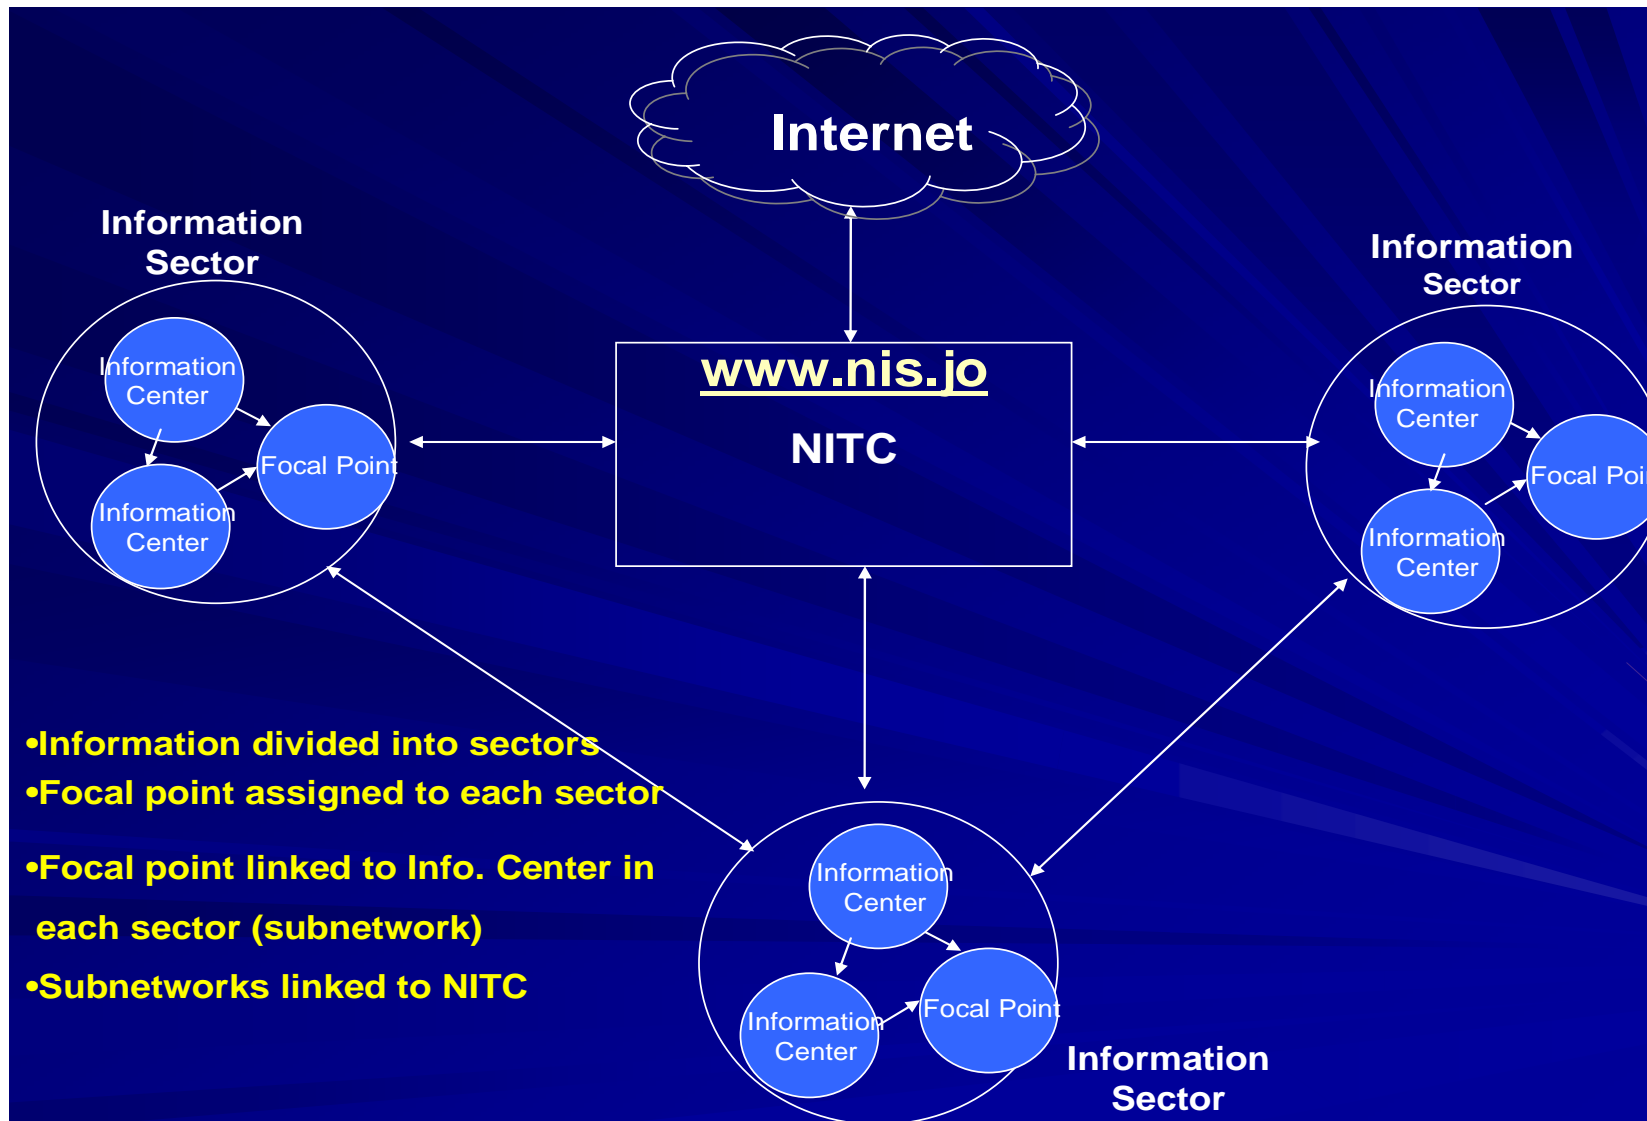 Internet
Information
Sector
Information
Center
Information
Center
Focal Point
www.nis.jo
NITC
Information
Sector
Information
Center
Information
Center
Focal Poi
•Information divided into sectors
•Focal point assigned to each sector
•Focal point linked to Info. Center in
each sector (subnetwork)
•Subnetworks linked to NITC
Information
Center
Information
Center
Focal Point
Information
Sector